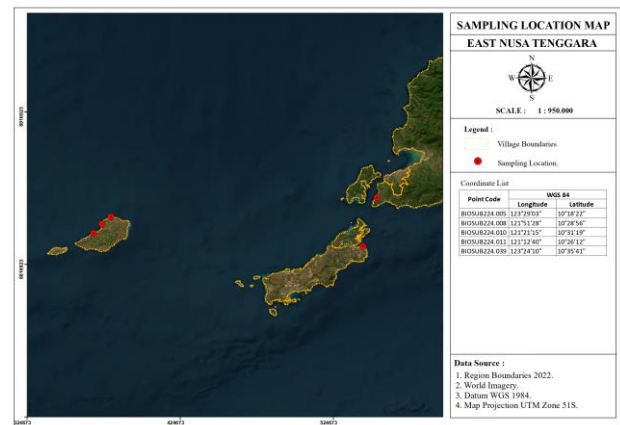 SAMPLING LOCATION MAP
EAST NUSA TENGGARA
N
W E
S
SCALE : 1 : 950.000
Legend :
Village Boundaries
Sampling Location.
Coordinate List
Point Code WGS 84
Longitude Latitude
BIOSUB224.005 123°29'03" 10°18'22"
BIOSUB224.008 121°51'28" 10°28'56"
BIOSUB224.010 121°21'15" 10°31'19"
BIOSUB224.011 121°12'40" 10°26'12"
BIOSUB224.039 123°24'10" 10°35'41"
Data Source :
1. Region Boundaries 2022.
2. World Imagery.
3. Datum WGS 1984.
4. Map Projection UTM Zone 51S.
424673
524673